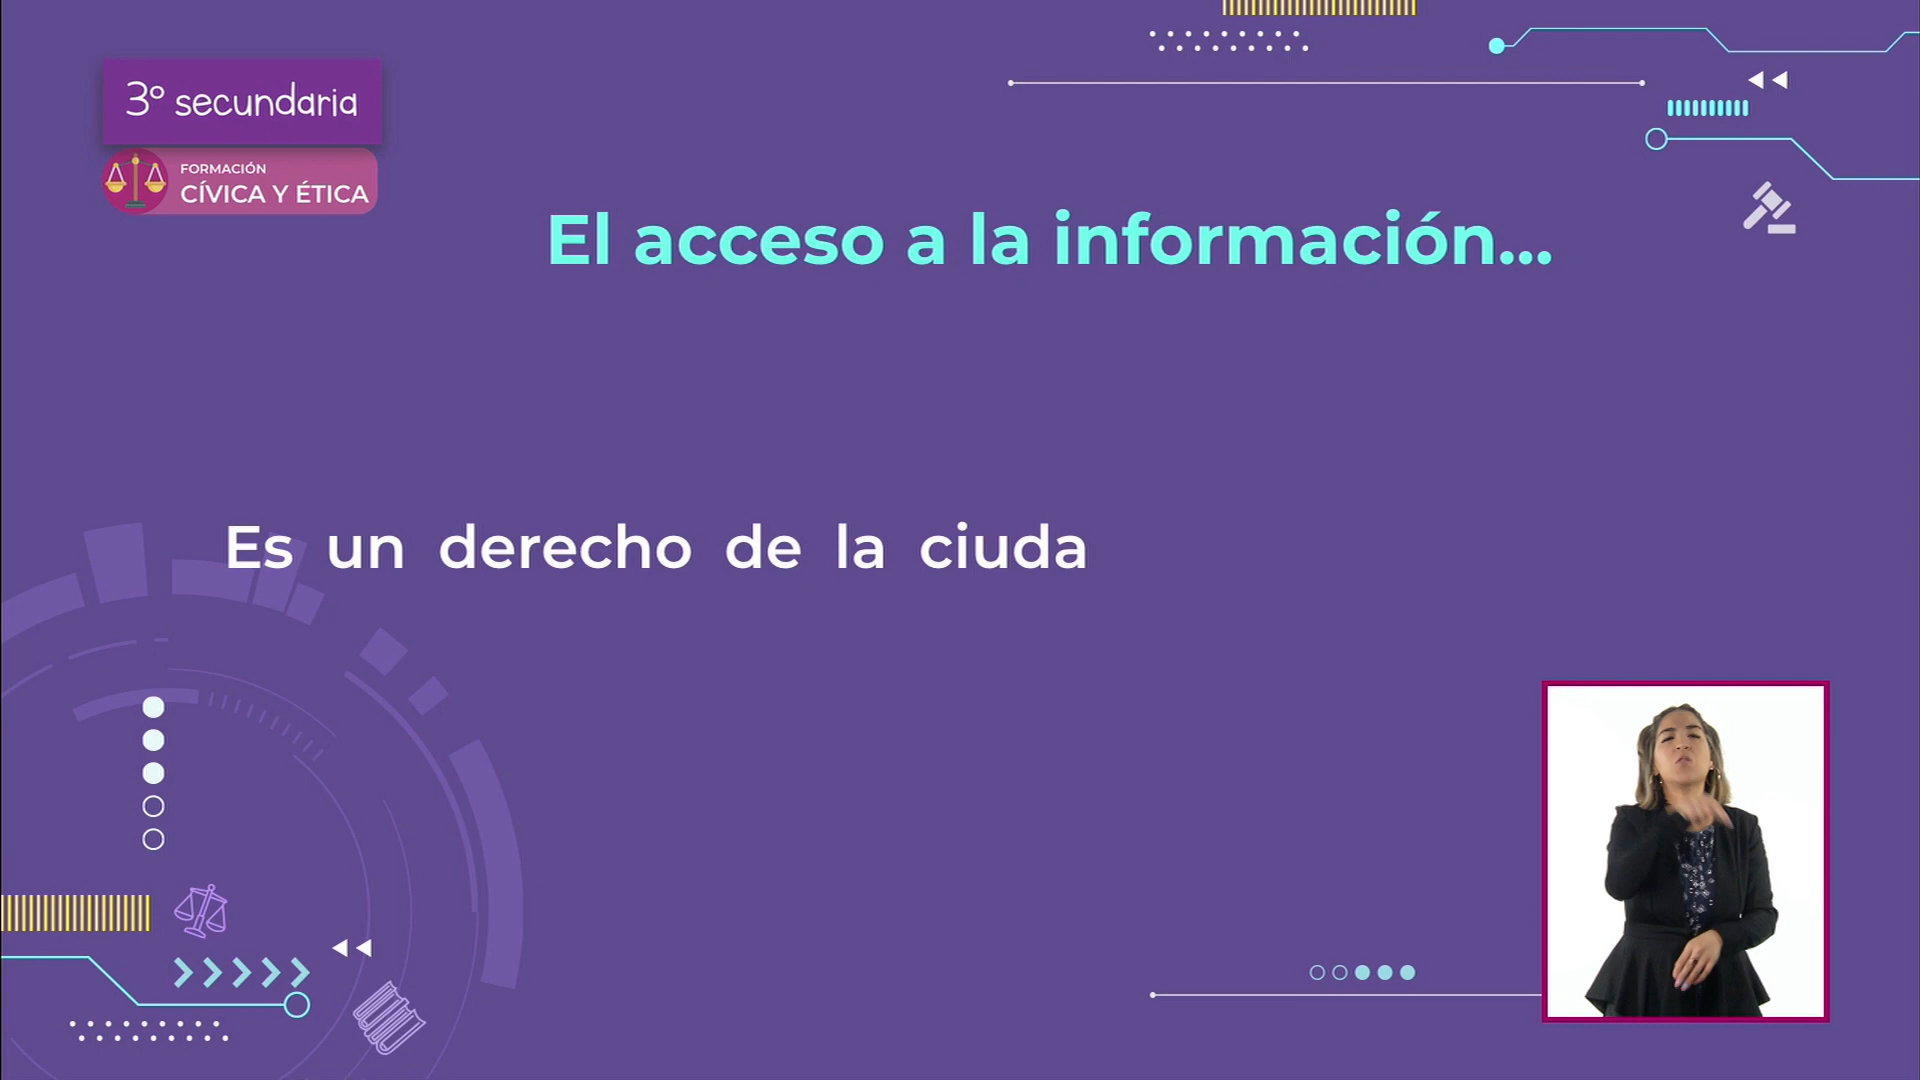 3° secundaria
FORMACIÓN
CÍVICA Y ÉTICA
El acceso a la información...
Es un derecho de la ciuda